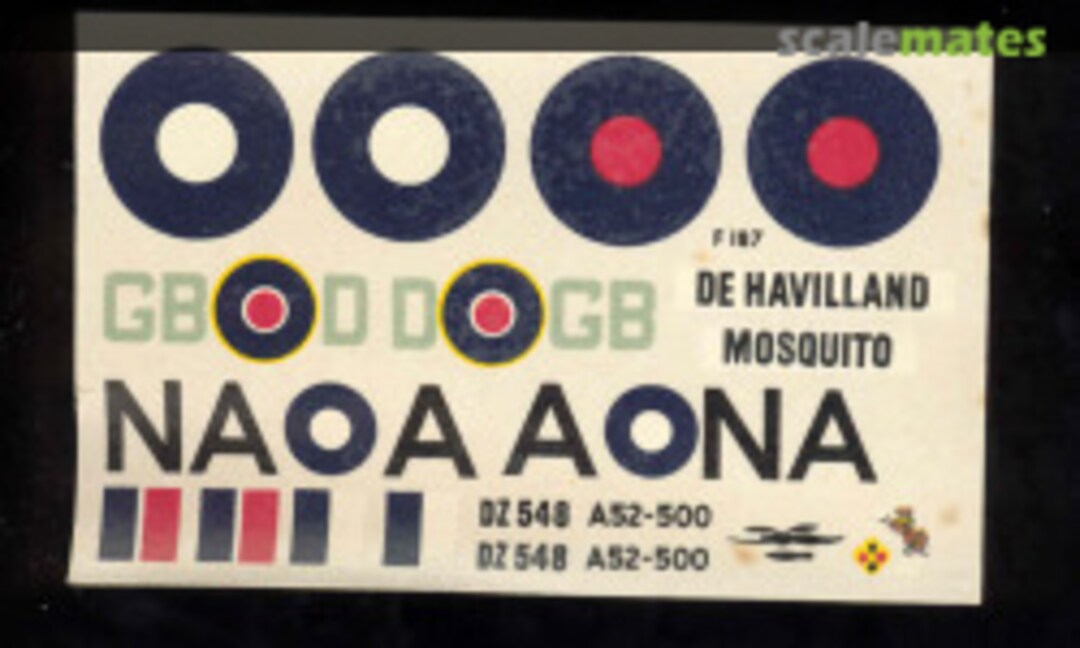 scalemates
F 187
GB D D GB
DE HAVILLAND
MOSQUITO
NA A A NA
DZ 548 A52-500
DZ 548 A52-500